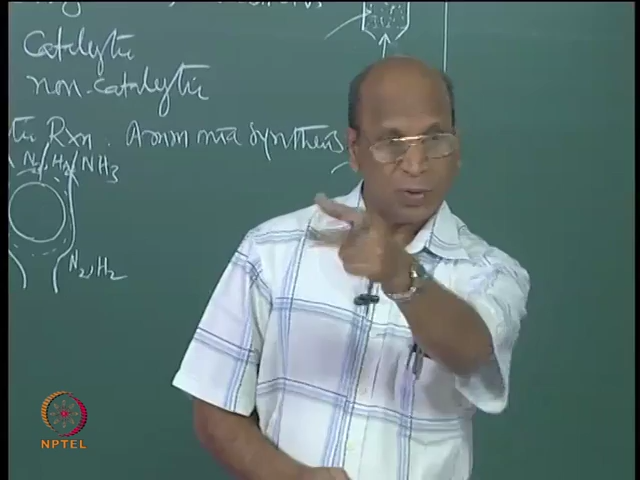 Catalytic
non-catalytic
Rxn. Ammonia synthesis
N2, H2 NH3
N2, H2
NPTEL